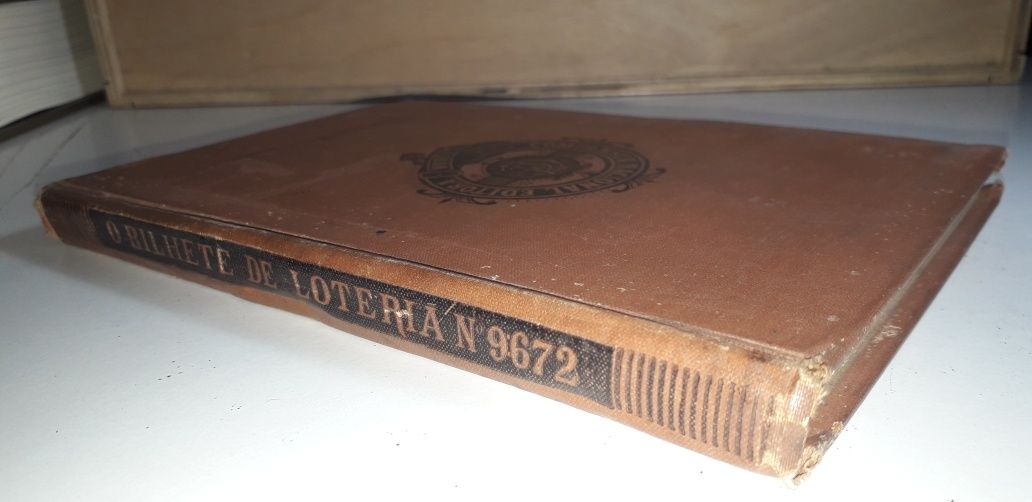 O BILHETE DE LOTERIA Nº 9672